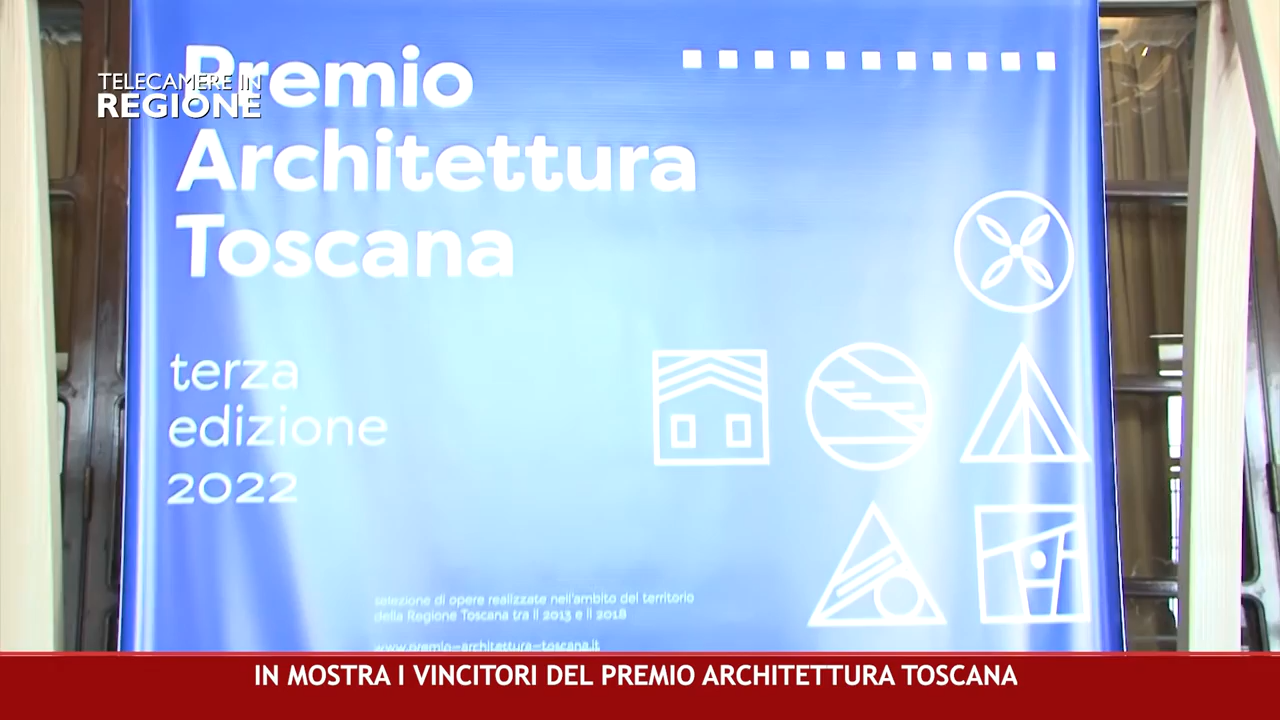 TELECAMERE IN
REGIONE
Premio
Architettura
Toscana
terza
edizione
2022
selezione di opere realizzate nell'ambito del territorio
della Regione Toscana tra il 2013 e il 2018
www.premio-architettura-toscana.it
IN MOSTRA I VINCITORI DEL PREMIO ARCHITETTURA TOSCANA